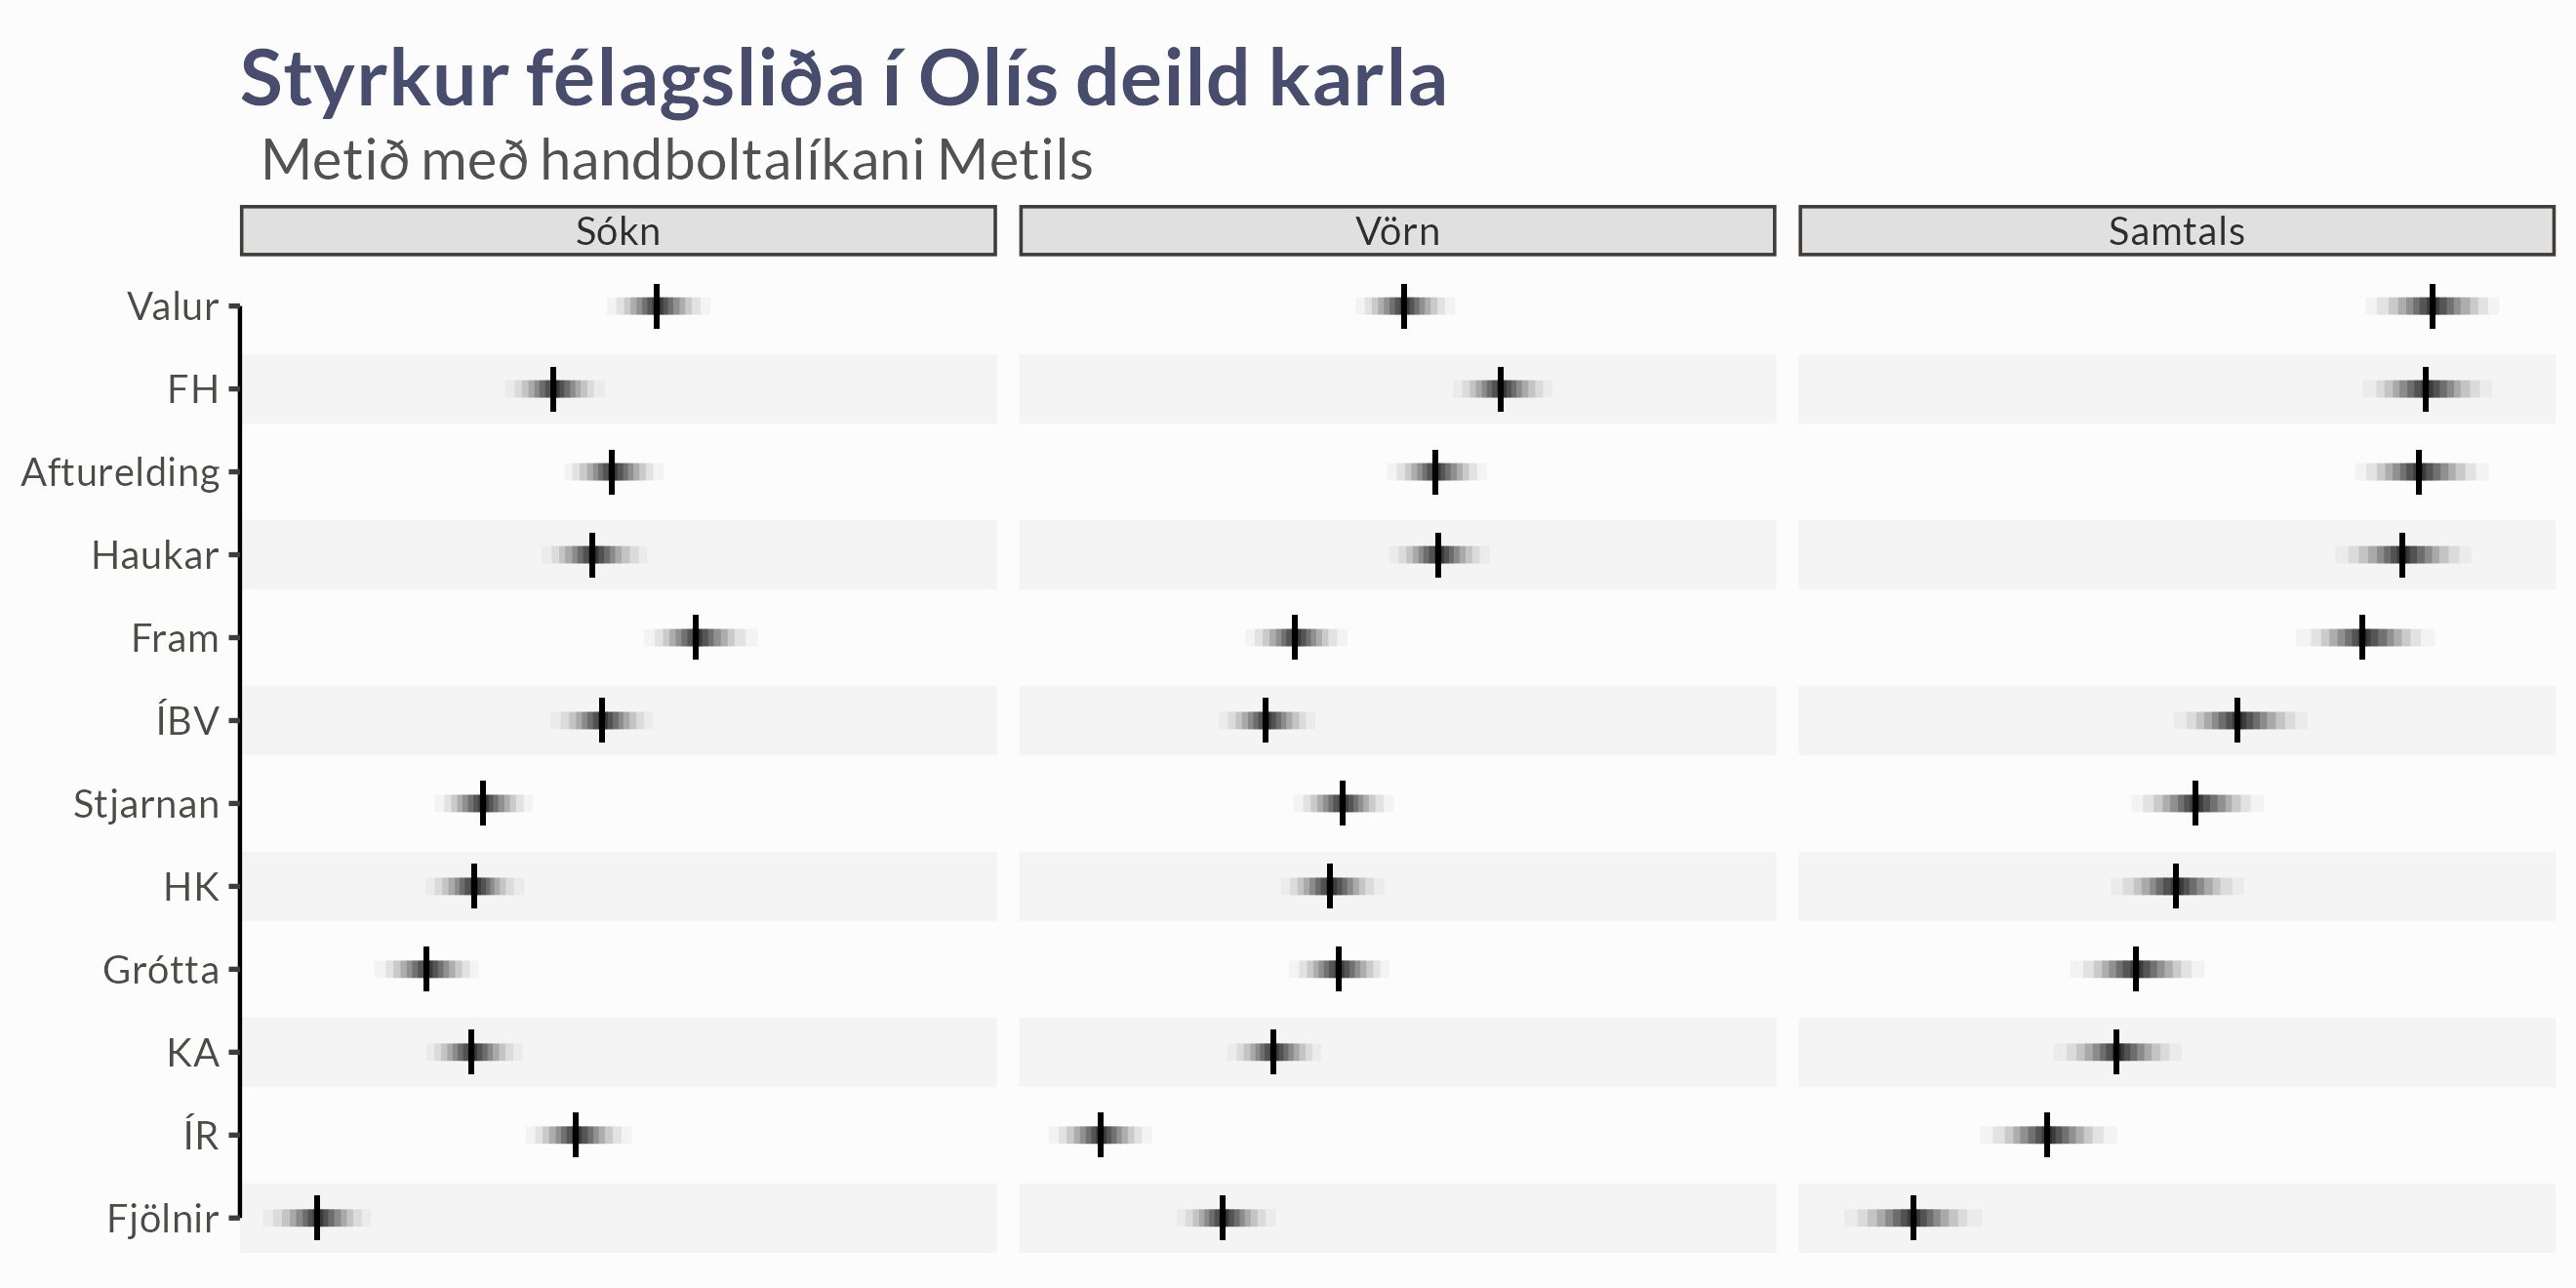 Styrkur félagsliða í Olís deild karla
Metið með handboltalíkani Metils
Sókn
Vörn
Samtals
Valur
FH
Afturelding
Haukar
Fram
ÍBV
Stjarnan
HK
Grótta
KA
ÍR
Fjölnir